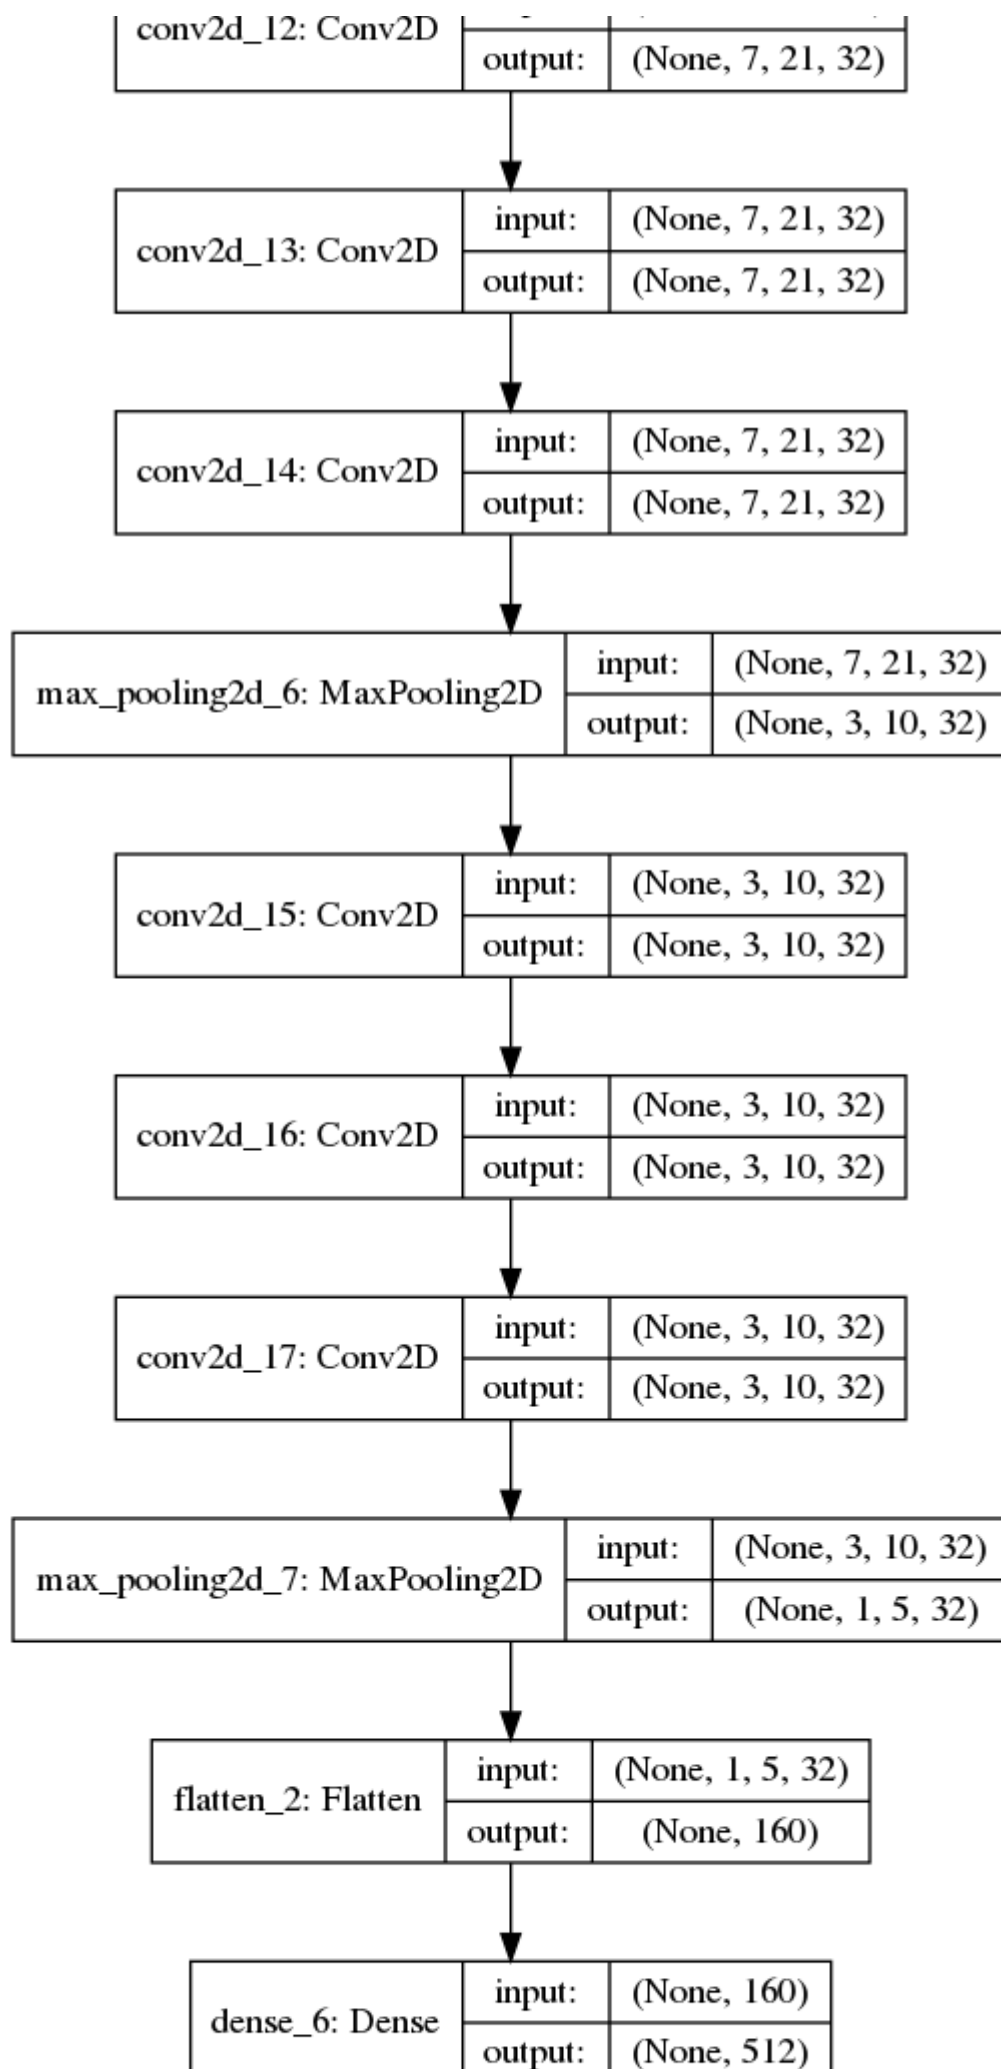 conv2d_12: Conv2D
output: (None, 7, 21, 32)
conv2d_13: Conv2D
input: (None, 7, 21, 32)
output: (None, 7, 21, 32)
conv2d_14: Conv2D
input: (None, 7, 21, 32)
output: (None, 7, 21, 32)
max_pooling2d_6: MaxPooling2D
input: (None, 7, 21, 32)
output: (None, 3, 10, 32)
conv2d_15: Conv2D
input: (None, 3, 10, 32)
output: (None, 3, 10, 32)
conv2d_16: Conv2D
input: (None, 3, 10, 32)
output: (None, 3, 10, 32)
conv2d_17: Conv2D
input: (None, 3, 10, 32)
output: (None, 3, 10, 32)
max_pooling2d_7: MaxPooling2D
input: (None, 3, 10, 32)
output: (None, 1, 5, 32)
flatten_2: Flatten
input: (None, 1, 5, 32)
output: (None, 160)
dense_6: Dense
input: (None, 160)
output: (None, 512)